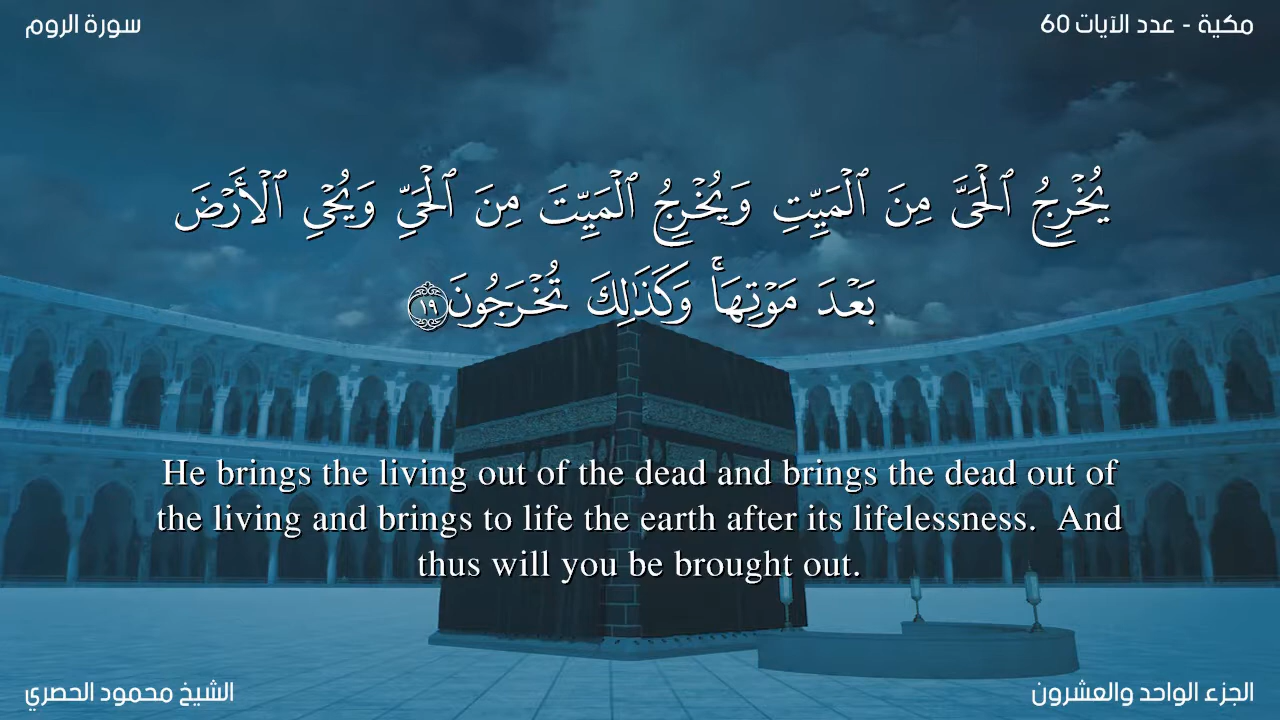 سورة الروم
مكية - عدد الآيات 60
يُخْرِجُ ٱلْحَىَّ مِنَ ٱلْمَيِّتِ وَيُخْرِجُ ٱلْمَيِّتَ مِنَ ٱلْحَىِّ وَيُحْىِ ٱلْأَرْضَ
بَعْدَ مَوْتِهَا ۚ وَكَذَٰلِكَ تُخْرَجُونَ ١٩
He brings the living out of the dead and brings the dead out of
the living and brings to life the earth after its lifelessness. And
thus will you be brought out.
الشيخ محمود الحصري
الجزء الواحد والعشرون